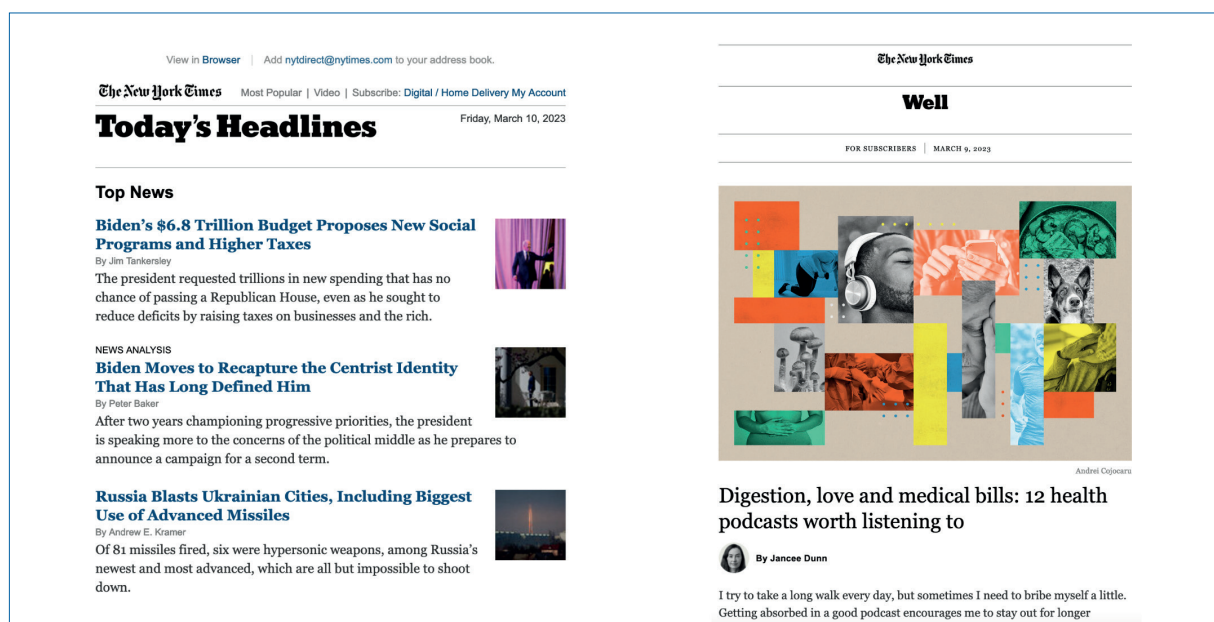 View in Browser | Add nytdirect@nytimes.com to your address book.
The New York Times Most Popular | Video | Subscribe: Digital / Home Delivery My Account
Today's Headlines
Friday, March 10, 2023
Top News
Biden's $6.8 Trillion Budget Proposes New Social
Programs and Higher Taxes
By Jim Tankersley
The president requested trillions in new spending that has no
chance of passing a Republican House, even as he sought to
reduce deficits by raising taxes on businesses and the rich.
NEWS ANALYSIS
Biden Moves to Recapture the Centrist Identity
That Has Long Defined Him
By Peter Baker
After two years championing progressive priorities, the president
is speaking more to the concerns of the political middle as he prepares to
announce a campaign for a second term.
Russia Blasts Ukrainian Cities, Including Biggest
Use of Advanced Missiles
By Andrew E. Kramer
Of 81 missiles fired, six were hypersonic weapons, among Russia's
newest and most advanced, which are all but impossible to shoot
down.
The New York Times
Well
FOR SUBSCRIBERS | MARCH 9, 2023
Andrei Cojocaru
Digestion, love and medical bills: 12 health
podcasts worth listening to
By Jancee Dunn
I try to take a long walk every day, but sometimes I need to bribe myself a little.
Getting absorbed in a good podcast encourages me to stay out for longer